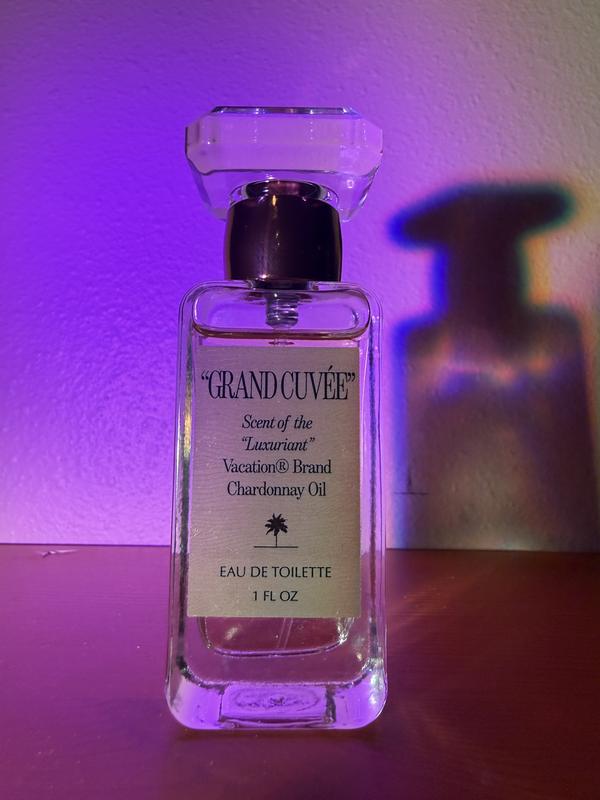 “GRAND CUVÉE”
Scent of the
“Luxuriant”
Vacation® Brand
Chardonnay Oil
EAU DE TOILETTE
1 FL OZ